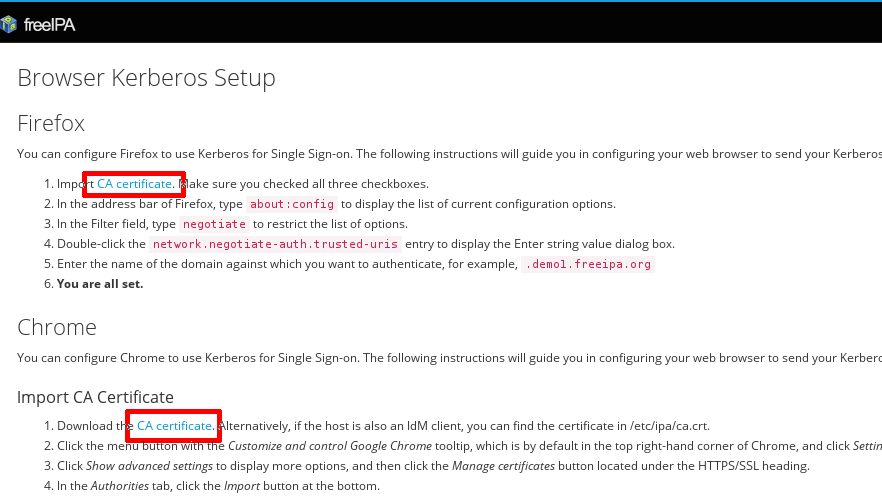 freeIPA
Browser Kerberos Setup
Firefox
You can configure Firefox to use Kerberos for Single Sign-on. The following instructions will guide you in configuring your web browser to send your Kerberos
1. Import CA certificate. Make sure you checked all three checkboxes.
2. In the address bar of Firefox, type about:config to display the list of current configuration options.
3. In the Filter field, type negotiate to restrict the list of options.
4. Double-click the network.negotiate-auth.trusted-uris entry to display the Enter string value dialog box.
5. Enter the name of the domain against which you want to authenticate, for example, .demo1.freeipa.org
6. You are all set.
Chrome
You can configure Chrome to use Kerberos for Single Sign-on. The following instructions will guide you in configuring your web browser to send your Kerbero
Import CA Certificate
1. Download the CA certificate. Alternatively, if the host is also an IdM client, you can find the certificate in /etc/ipa/ca.crt.
2. Click the menu button with the Customize and control Google Chrome tooltip, which is by default in the top right-hand corner of Chrome, and click Settin
3. Click Show advanced settings to display more options, and then click the Manage certificates button located under the HTTPS/SSL heading.
4. In the Authorities tab, click the Import button at the bottom.